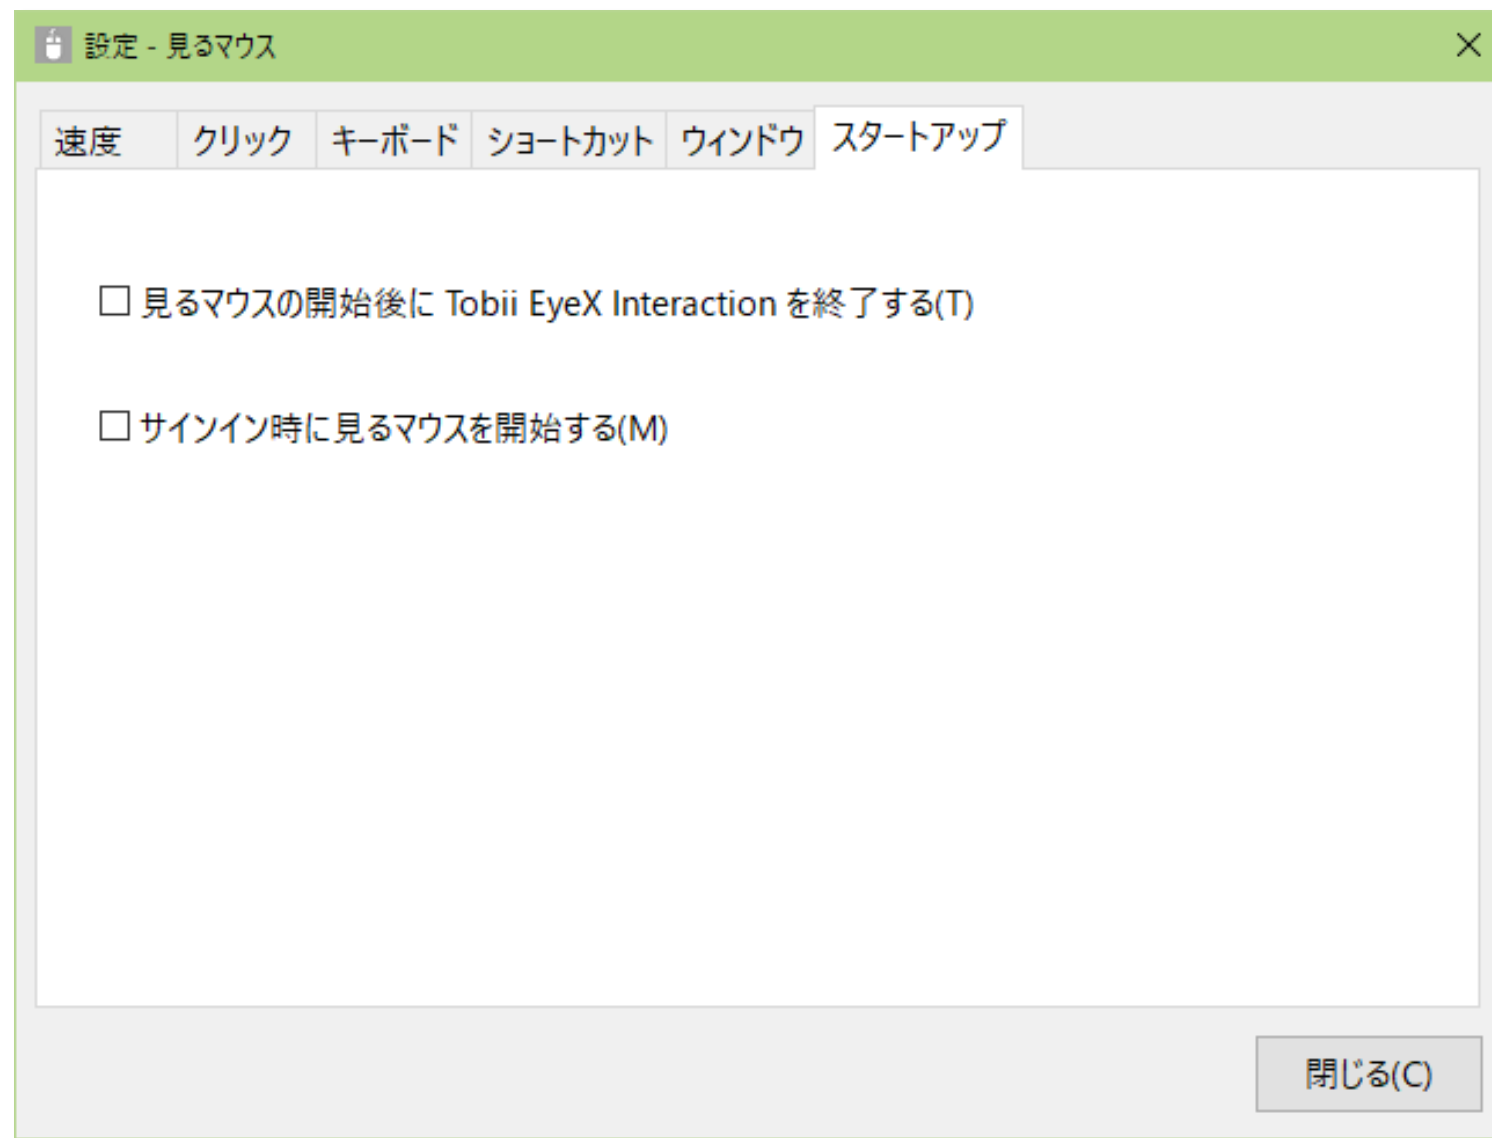 設定 - 見るマウス
速度 クリック キーボード ショートカット ウィンドウ スタートアップ
見るマウスの開始後に Tobii EyeX Interaction を終了する(T)
サインイン時に見るマウスを開始する(M)
閉じる(C)